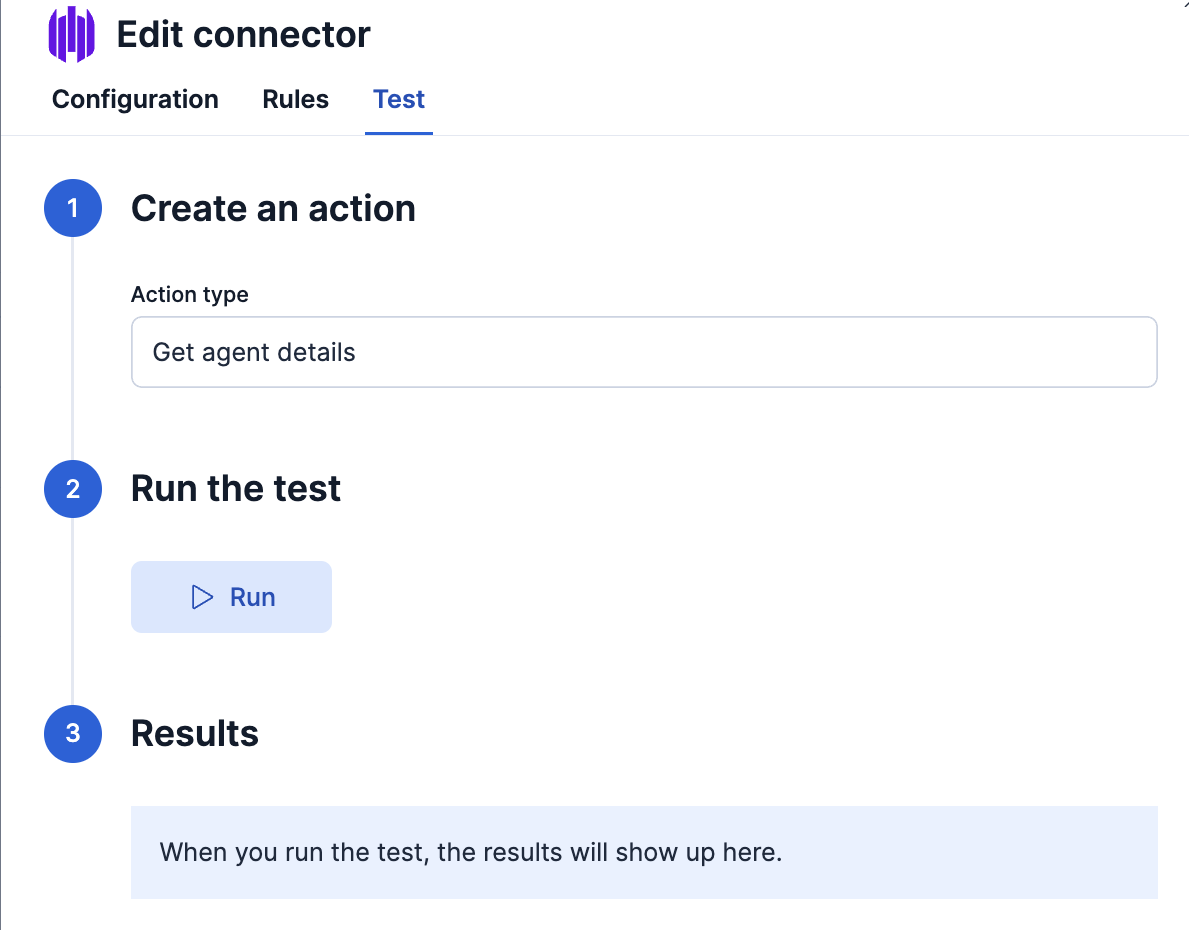 Edit connector
Configuration Rules Test
1 Create an action
Action type
Get agent details
2 Run the test
Run
3 Results
When you run the test, the results will show up here.